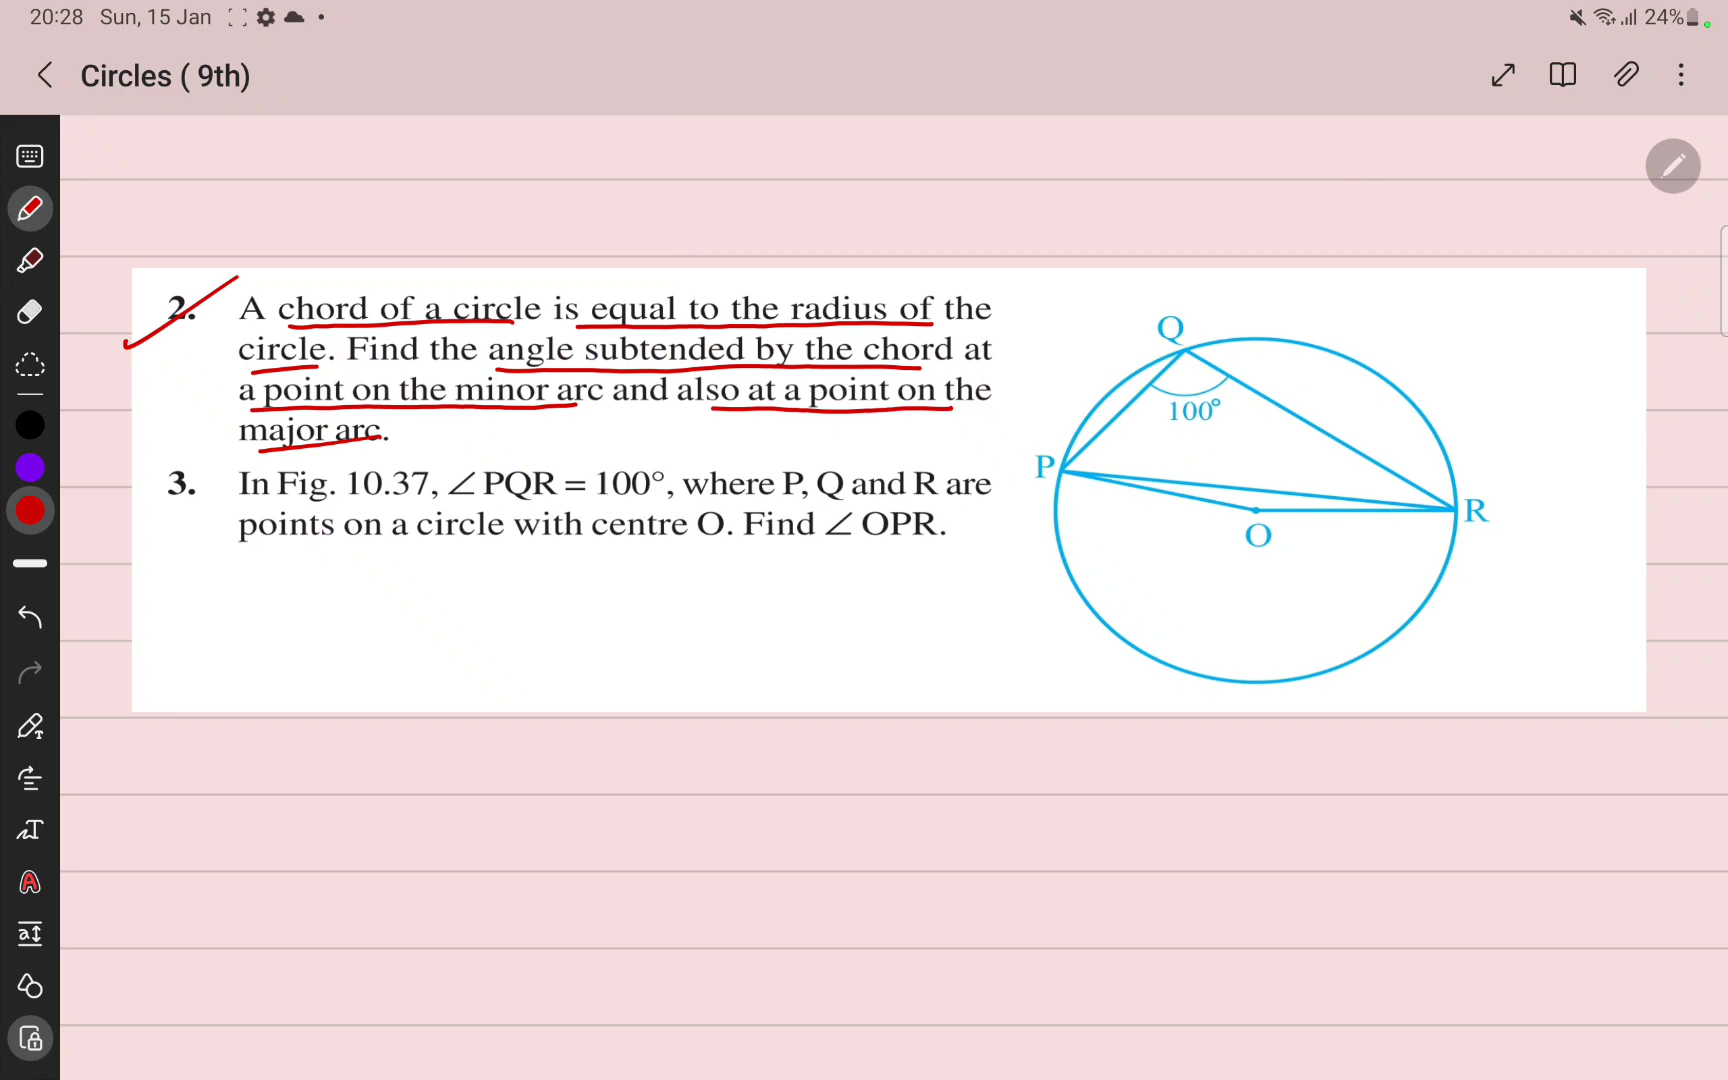 20:28 Sun, 15 Jan
24%
Circles ( 9th)
2. A chord of a circle is equal to the radius of the
circle. Find the angle subtended by the chord at
a point on the minor arc and also at a point on the
major arc.
3. In Fig. 10.37, ∠ PQR = 100°, where P, Q and R are
points on a circle with centre O. Find ∠ OPR.
Q
100°
P
R
O
T
T
A
a